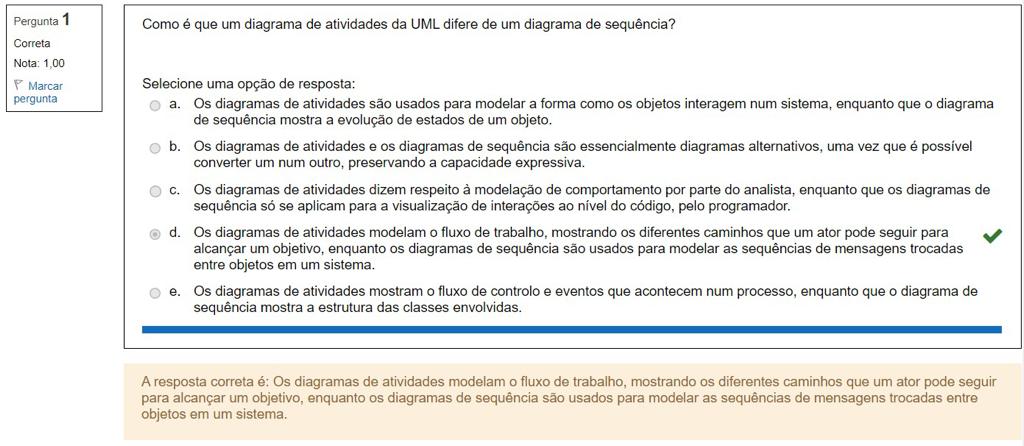 Pergunta 1
Correta
Nota: 1,00
Marcar
pergunta
Como é que um diagrama de atividades da UML difere de um diagrama de sequência?
Selecione uma opção de resposta:
a. Os diagramas de atividades são usados para modelar a forma como os objetos interagem num sistema, enquanto que o diagrama
de sequência mostra a evolução de estados de um objeto.
b. Os diagramas de atividades e os diagramas de sequência são essencialmente diagramas alternativos, uma vez que é possível
converter um num outro, preservando a capacidade expressiva.
c. Os diagramas de atividades dizem respeito à modelação de comportamento por parte do analista, enquanto que os diagramas de
sequência só se aplicam para a visualização de interações ao nível do código, pelo programador.
d. Os diagramas de atividades modelam o fluxo de trabalho, mostrando os diferentes caminhos que um ator pode seguir para
alcançar um objetivo, enquanto os diagramas de sequência são usados para modelar as sequências de mensagens trocadas
entre objetos em um sistema.
e. Os diagramas de atividades mostram o fluxo de controlo e eventos que acontecem num processo, enquanto que o diagrama de
sequência mostra a estrutura das classes envolvidas.
A resposta correta é: Os diagramas de atividades modelam o fluxo de trabalho, mostrando os diferentes caminhos que um ator pode seguir
para alcançar um objetivo, enquanto os diagramas de sequência são usados para modelar as sequências de mensagens trocadas entre
objetos em um sistema.